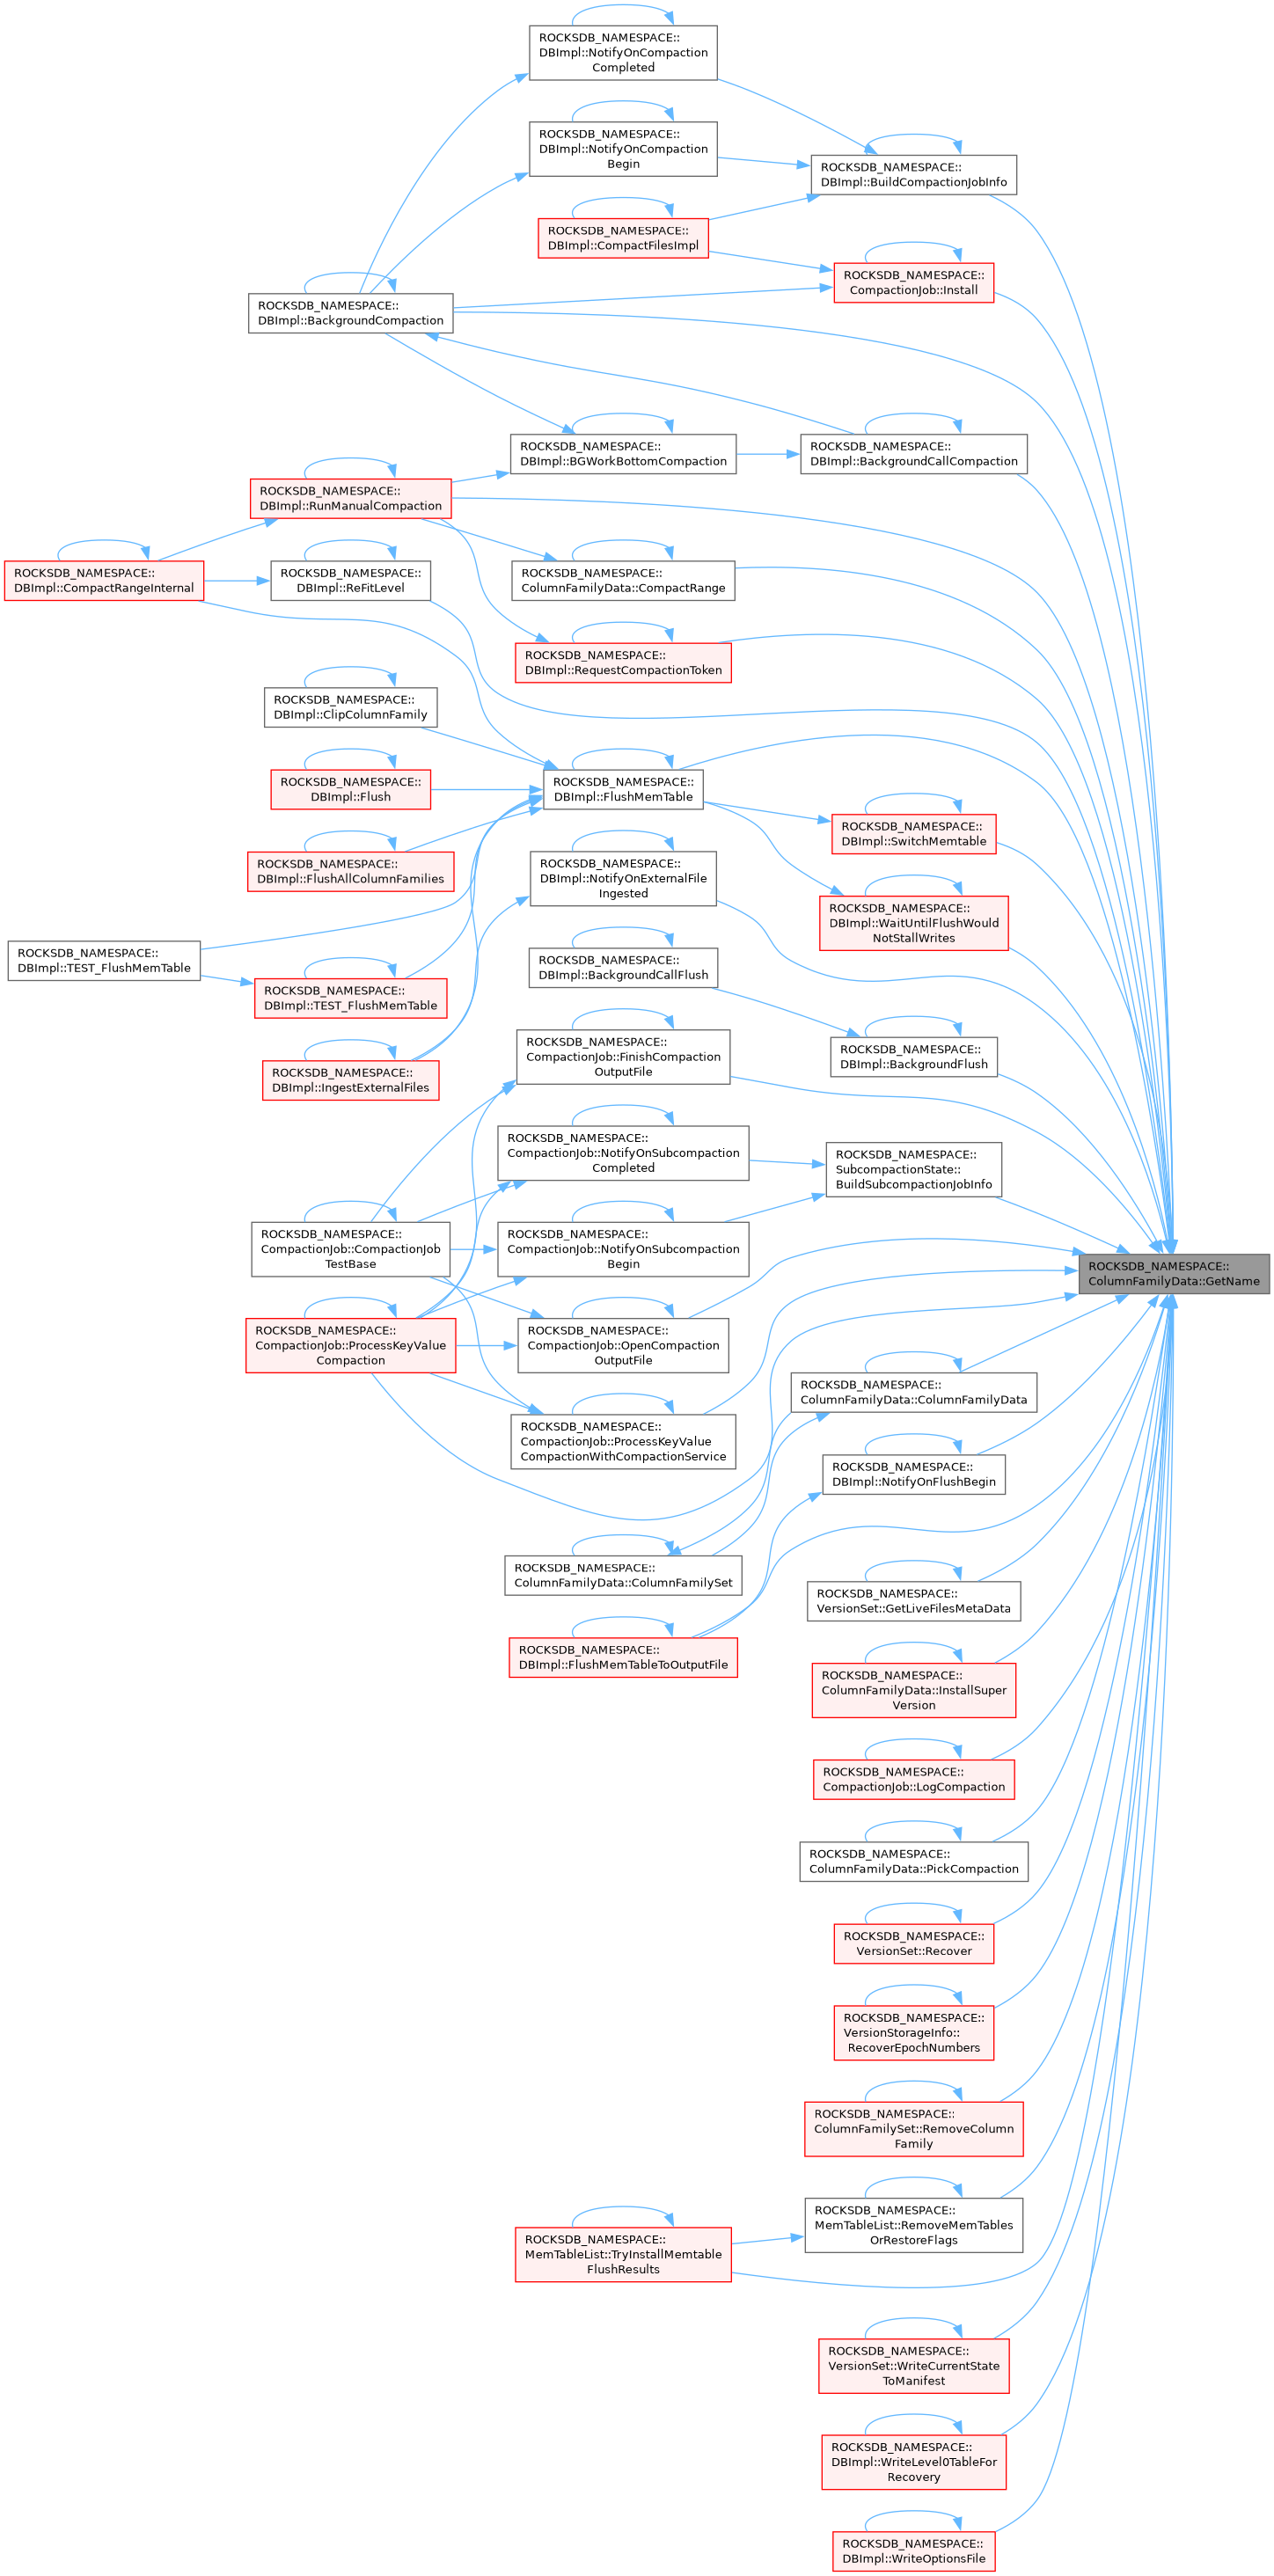 ROCKSDB_NAMESPACE::
DBImpl::NotifyOnCompaction
Completed
ROCKSDB_NAMESPACE::
DBImpl::NotifyOnCompaction
Begin
ROCKSDB_NAMESPACE::
DBImpl::BuildCompactionJobInfo
ROCKSDB_NAMESPACE::
DBImpl::CompactFilesImpl
ROCKSDB_NAMESPACE::
CompactionJob::Install
ROCKSDB_NAMESPACE::
DBImpl::BackgroundCompaction
ROCKSDB_NAMESPACE::
DBImpl::BGWorkBottomCompaction
ROCKSDB_NAMESPACE::
DBImpl::BackgroundCallCompaction
ROCKSDB_NAMESPACE::
DBImpl::RunManualCompaction
ROCKSDB_NAMESPACE::
DBImpl::CompactRangeInternal
ROCKSDB_NAMESPACE::
DBImpl::ReFitLevel
ROCKSDB_NAMESPACE::
ColumnFamilyData::CompactRange
ROCKSDB_NAMESPACE::
DBImpl::RequestCompactionToken
ROCKSDB_NAMESPACE::
DBImpl::ClipColumnFamily
ROCKSDB_NAMESPACE::
DBImpl::Flush
ROCKSDB_NAMESPACE::
DBImpl::FlushMemTable
ROCKSDB_NAMESPACE::
DBImpl::SwitchMemtable
ROCKSDB_NAMESPACE::
DBImpl::FlushAllColumnFamilies
ROCKSDB_NAMESPACE::
DBImpl::NotifyOnExternalFile
Ingested
ROCKSDB_NAMESPACE::
DBImpl::WaitUntilFlushWould
NotStallWrites
ROCKSDB_NAMESPACE::
DBImpl::TEST_FlushMemTable
ROCKSDB_NAMESPACE::
DBImpl::TEST_FlushMemTable
ROCKSDB_NAMESPACE::
DBImpl::BackgroundCallFlush
ROCKSDB_NAMESPACE::
DBImpl::IngestExternalFiles
ROCKSDB_NAMESPACE::
CompactionJob::FinishCompaction
OutputFile
ROCKSDB_NAMESPACE::
DBImpl::BackgroundFlush
ROCKSDB_NAMESPACE::
CompactionJob::NotifyOnSubcompaction
Completed
ROCKSDB_NAMESPACE::
SubcompactionState::
BuildSubcompactionJobInfo
ROCKSDB_NAMESPACE::
CompactionJob::CompactionJob
TestBase
ROCKSDB_NAMESPACE::
CompactionJob::NotifyOnSubcompaction
Begin
ROCKSDB_NAMESPACE::
ColumnFamilyData::GetName
ROCKSDB_NAMESPACE::
CompactionJob::ProcessKeyValue
Compaction
ROCKSDB_NAMESPACE::
CompactionJob::OpenCompaction
OutputFile
ROCKSDB_NAMESPACE::
ColumnFamilyData::ColumnFamilyData
ROCKSDB_NAMESPACE::
CompactionJob::ProcessKeyValue
CompactionWithCompactionService
ROCKSDB_NAMESPACE::
DBImpl::NotifyOnFlushBegin
ROCKSDB_NAMESPACE::
ColumnFamilyData::ColumnFamilySet
ROCKSDB_NAMESPACE::
VersionSet::GetLiveFilesMetaData
ROCKSDB_NAMESPACE::
DBImpl::FlushMemTableToOutputFile
ROCKSDB_NAMESPACE::
ColumnFamilyData::InstallSuper
Version
ROCKSDB_NAMESPACE::
CompactionJob::LogCompaction
ROCKSDB_NAMESPACE::
ColumnFamilyData::PickCompaction
ROCKSDB_NAMESPACE::
VersionSet::Recover
ROCKSDB_NAMESPACE::
VersionStorageInfo::
RecoverEpochNumbers
ROCKSDB_NAMESPACE::
ColumnFamilySet::RemoveColumn
Family
ROCKSDB_NAMESPACE::
MemTableList::RemoveMemTables
OrRestoreFlags
ROCKSDB_NAMESPACE::
MemTableList::TryInstallMemtable
FlushResults
ROCKSDB_NAMESPACE::
VersionSet::WriteCurrentState
ToManifest
ROCKSDB_NAMESPACE::
DBImpl::WriteLevel0TableFor
Recovery
ROCKSDB_NAMESPACE::
DBImpl::WriteOptionsFile